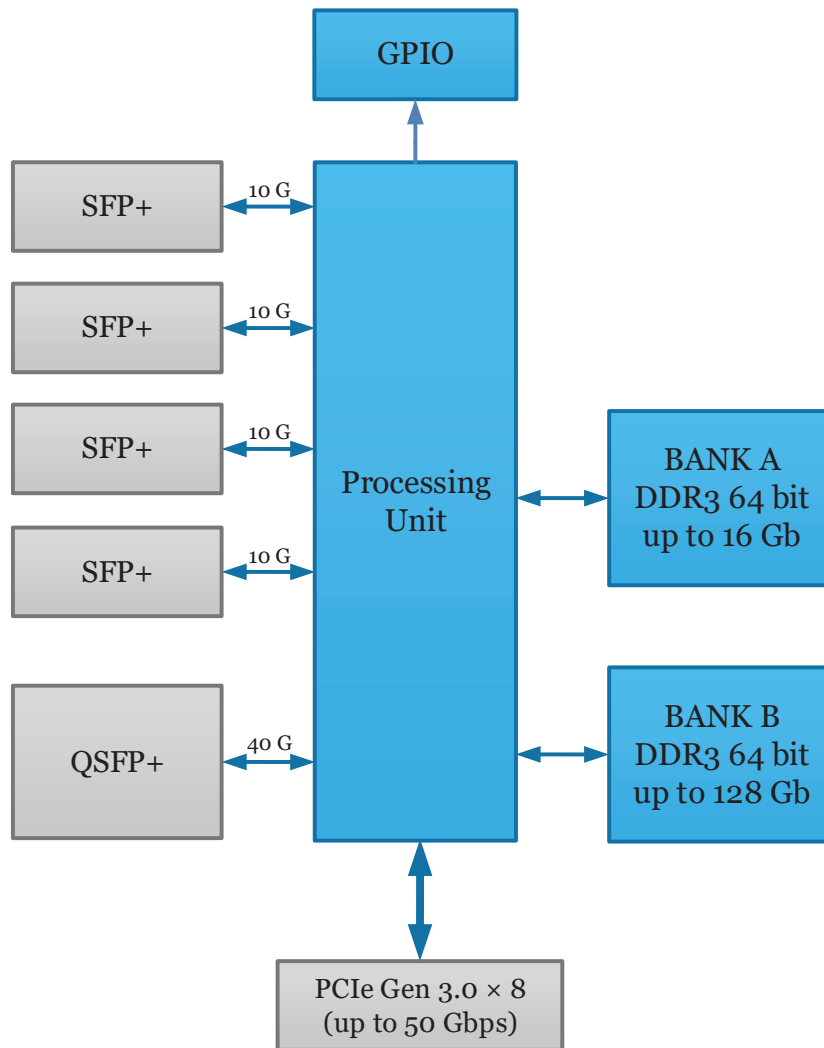 GPIO
SFP+
10 G
SFP+
10 G
SFP+
10 G
SFP+
10 G
QSFP+
40 G
Processing
Unit
BANK A
DDR3 64 bit
up to 16 Gb
BANK B
DDR3 64 bit
up to 128 Gb
PCIe Gen 3.0 × 8
(up to 50 Gbps)